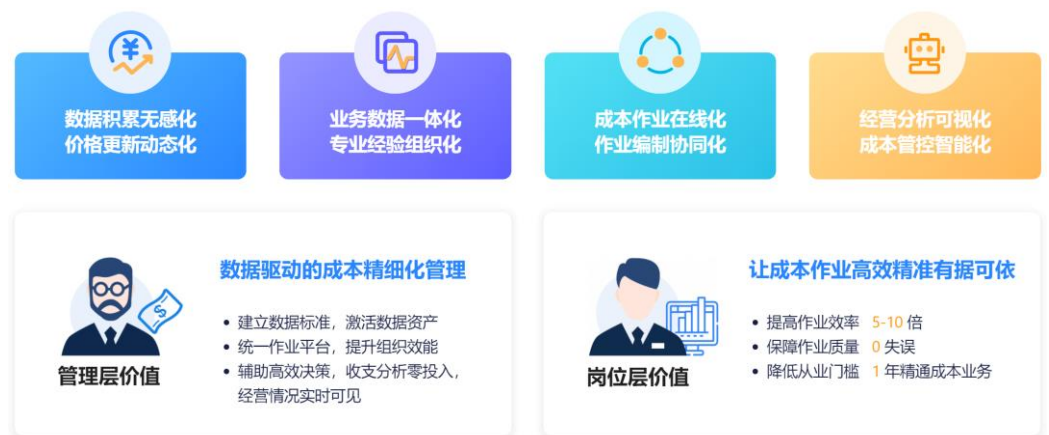 数据积累无感化
价格更新动态化
业务数据一体化
专业经验组织化
成本作业在线化
作业编制协同化
经营分析可视化
成本管控智能化
数据驱动的成本精细化管理
• 建立数据标准，激活数据资产
• 统一作业平台，提升组织效能
• 辅助高效决策，收支分析零投入，
经营情况实时可见
管理层价值
让成本作业高效精准有据可依
• 提高作业效率 5-10 倍
• 保障作业质量 0 失误
• 降低从业门槛 1 年精通成本业务
岗位层价值